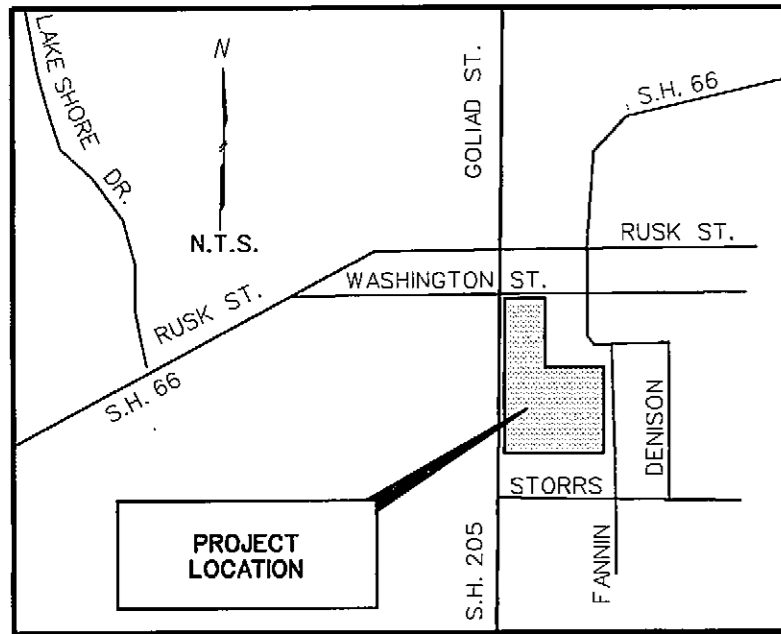 LAKE SHORE DR.
N
N.T.S.
GOLIAD ST.
S.H. 66
RUSK ST.
WASHINGTON ST.
RUSK ST.
S.H. 66
STORRS
DENISON
PROJECT
LOCATION
S.H. 205
FANNIN